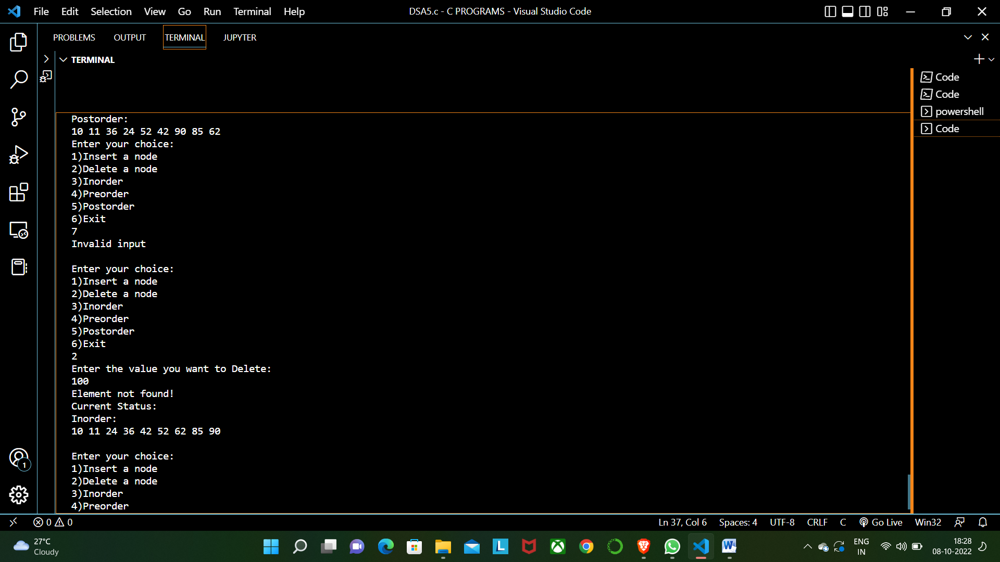 File Edit Selection View Go Run Terminal Help DSA5.c - C PROGRAMS - Visual Studio Code
PROBLEMS OUTPUT TERMINAL JUPYTER
TERMINAL
Code
Code
powershell
Code
Postorder:
10 11 36 24 52 42 90 85 62
Enter your choice:
1)Insert a node
2)Delete a node
3)Inorder
4)Preorder
5)Postorder
6)Exit
7
Invalid input
Enter your choice:
1)Insert a node
2)Delete a node
3)Inorder
4)Preorder
5)Postorder
6)Exit
2
Enter the value you want to Delete:
100
Element not found!
Current Status:
Inorder:
10 11 24 36 42 52 62 85 90
Enter your choice:
1)Insert a node
2)Delete a node
3)Inorder
4)Preorder
1
0 0 Ln 37, Col 6 Spaces: 4 UTF-8 CRLF C Go Live Win32
27°C
Cloudy
L
W
ENG
IN
18:28
08-10-2022